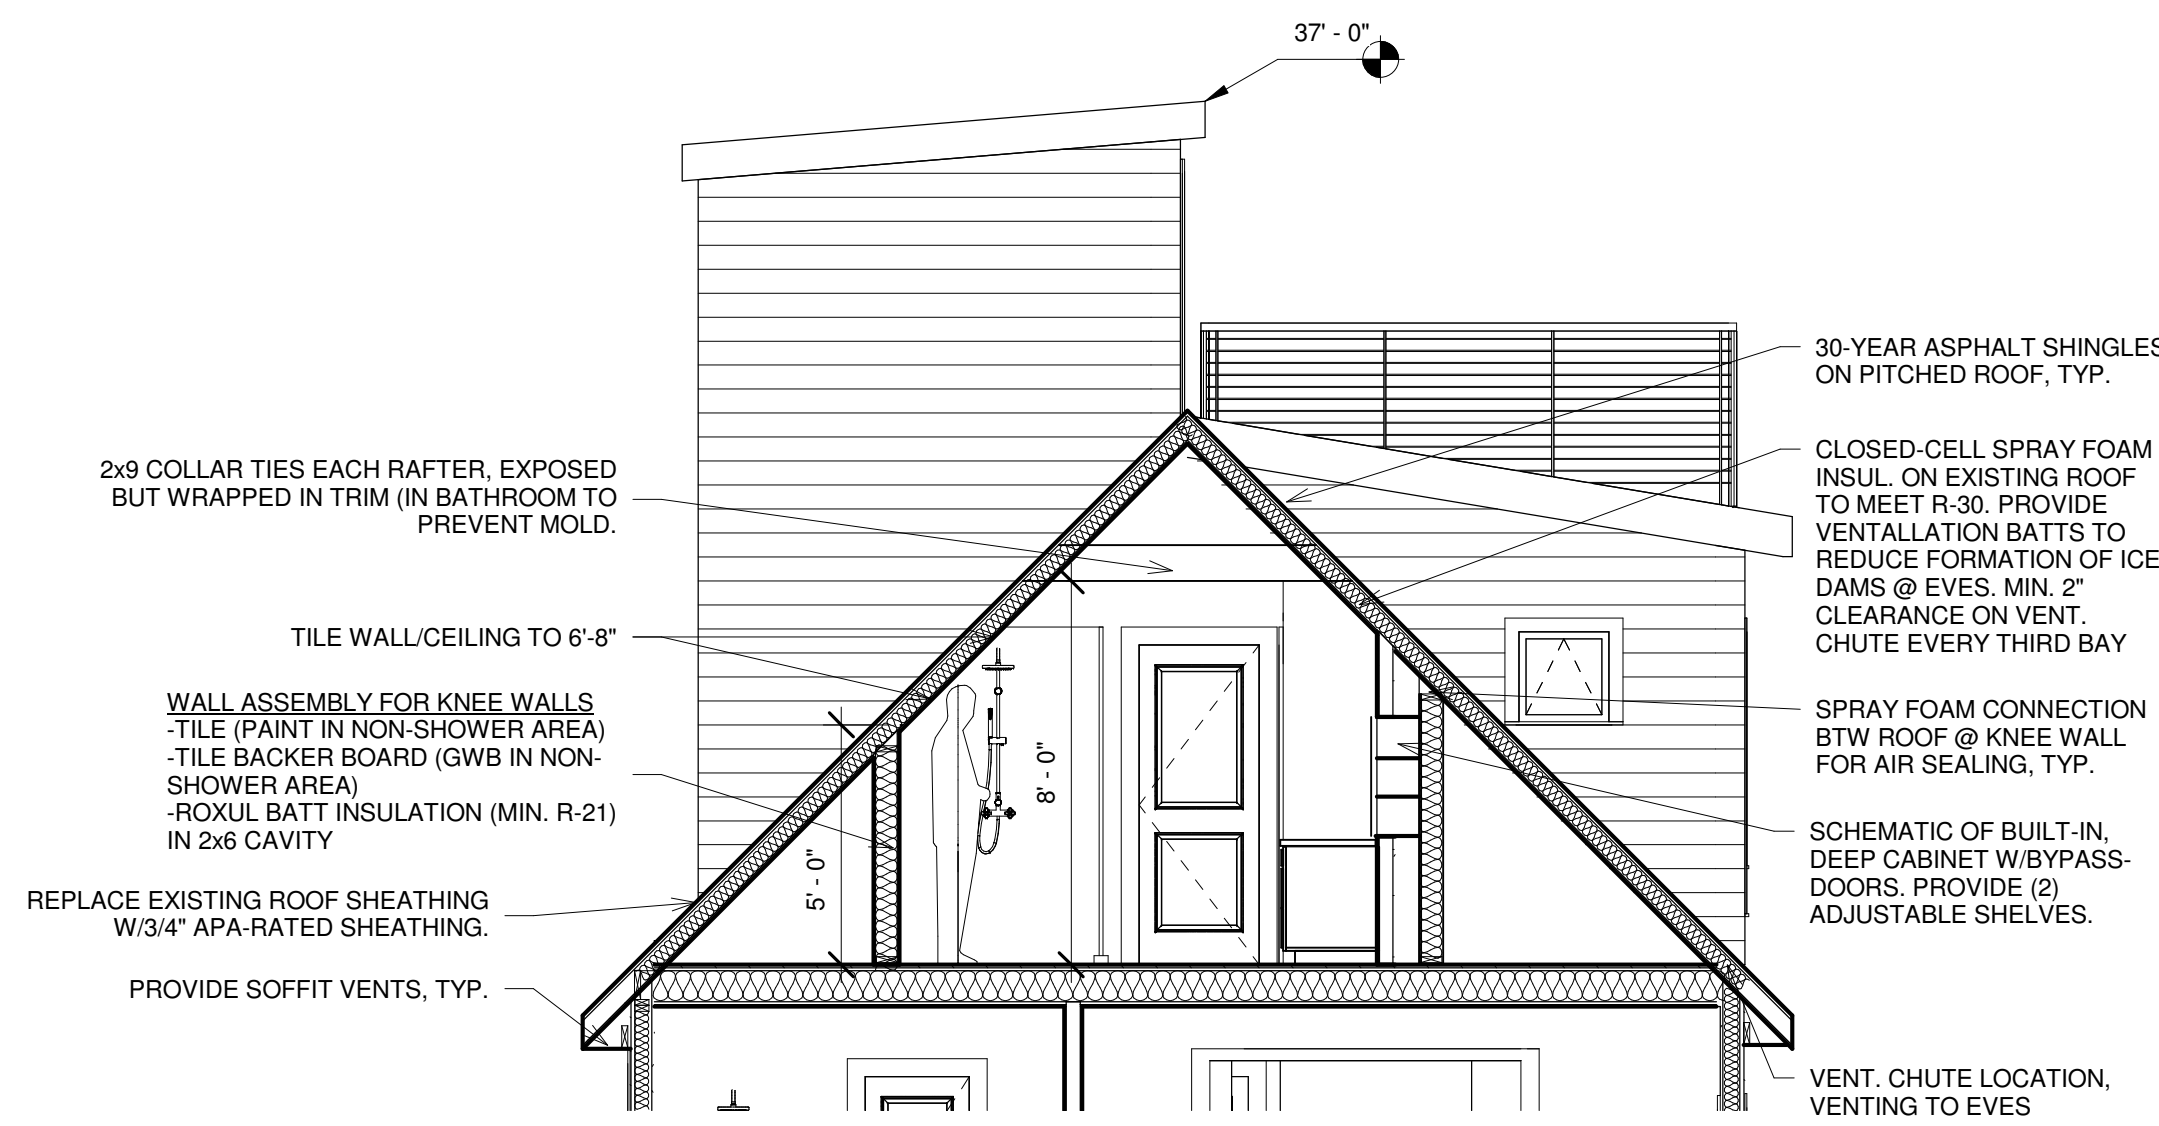 37' - 0"
2x9 COLLAR TIES EACH RAFTER, EXPOSED
BUT WRAPPED IN TRIM (IN BATHROOM TO
PREVENT MOLD.
TILE WALL/CEILING TO 6'-8"
WALL ASSEMBLY FOR KNEE WALLS
-TILE (PAINT IN NON-SHOWER AREA)
-TILE BACKER BOARD (GWB IN NON-
SHOWER AREA)
-ROXUL BATT INSULATION (MIN. R-21)
IN 2x6 CAVITY
REPLACE EXISTING ROOF SHEATHING
W/3/4" APA-RATED SHEATHING.
PROVIDE SOFFIT VENTS, TYP.
5' - 0"
8' - 0"
30-YEAR ASPHALT SHINGLES
ON PITCHED ROOF, TYP.
CLOSED-CELL SPRAY FOAM
INSUL. ON EXISTING ROOF
TO MEET R-30. PROVIDE
VENTALLATION BATTS TO
REDUCE FORMATION OF ICE
DAMS @ EVES. MIN. 2"
CLEARANCE ON VENT.
CHUTE EVERY THIRD BAY
SPRAY FOAM CONNECTION
BTW ROOF @ KNEE WALL
FOR AIR SEALING, TYP.
SCHEMATIC OF BUILT-IN,
DEEP CABINET W/BYPASS-
DOORS. PROVIDE (2)
ADJUSTABLE SHELVES.
VENT. CHUTE LOCATION,
VENTING TO EVES